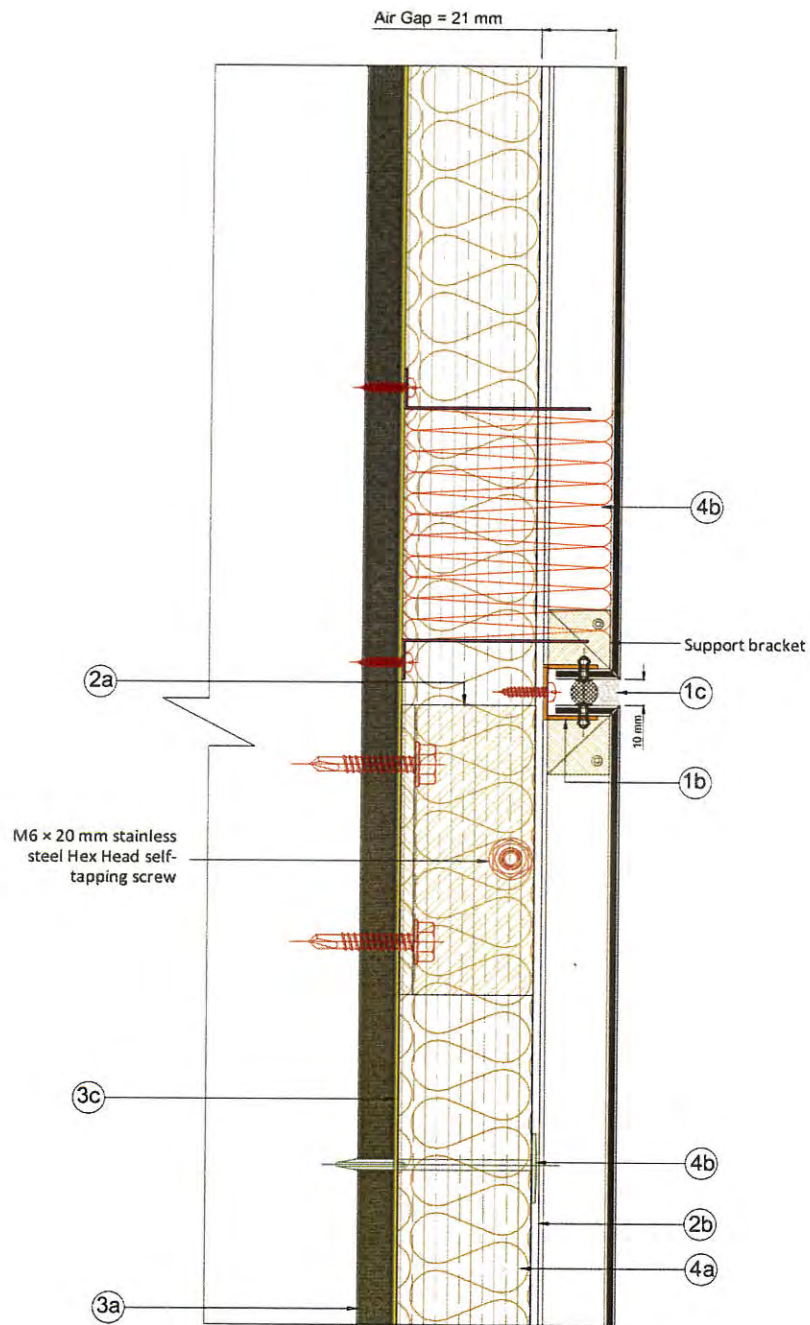 Air Gap = 21 mm
4b
Support bracket
2a
1c
10 mm
1b
M6 × 20 mm stainless
steel Hex Head self-
tapping screw
3c
4b
2b
4a
3a